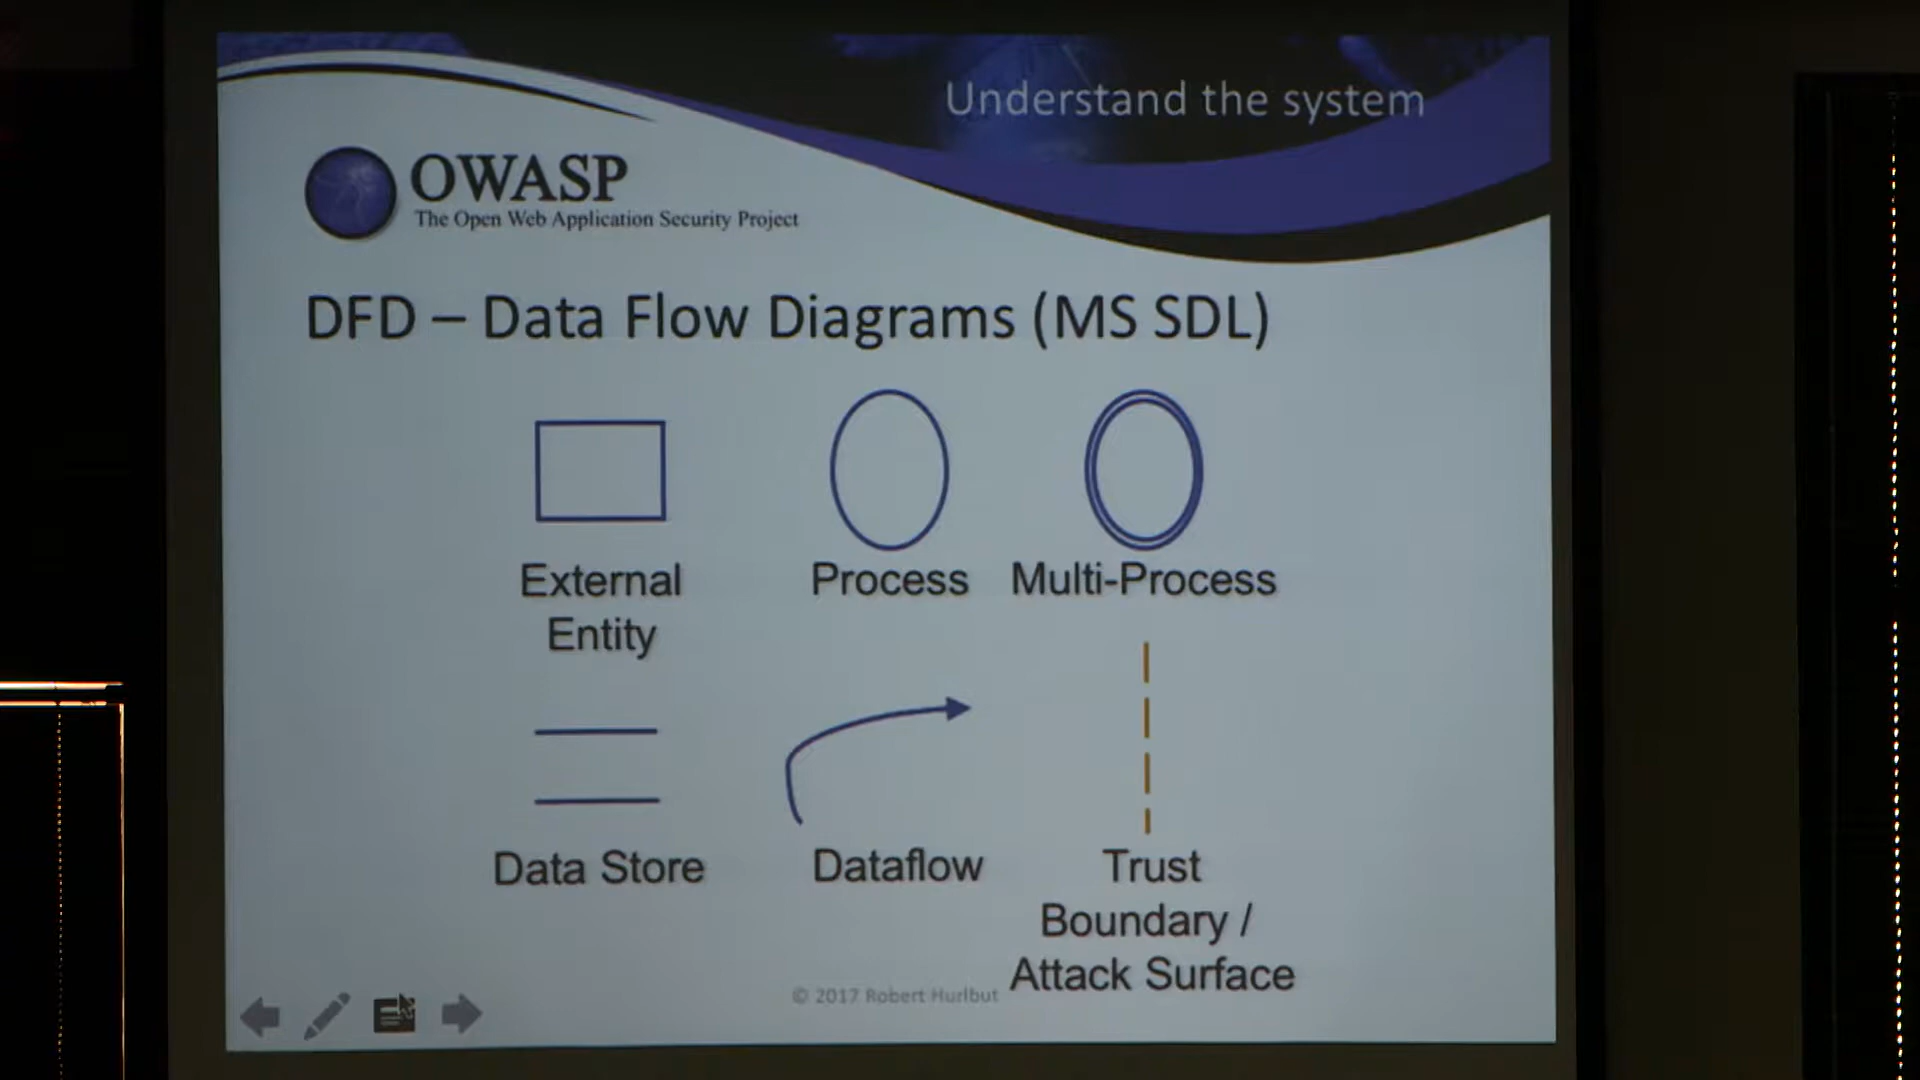 Understand the system
OWASP
The Open Web Application Security Project
DFD – Data Flow Diagrams (MS SDL)
External
Entity
Process
Multi-Process
Data Store
Dataflow
Trust
Boundary /
Attack Surface
© 2017 Robert Hurlbut